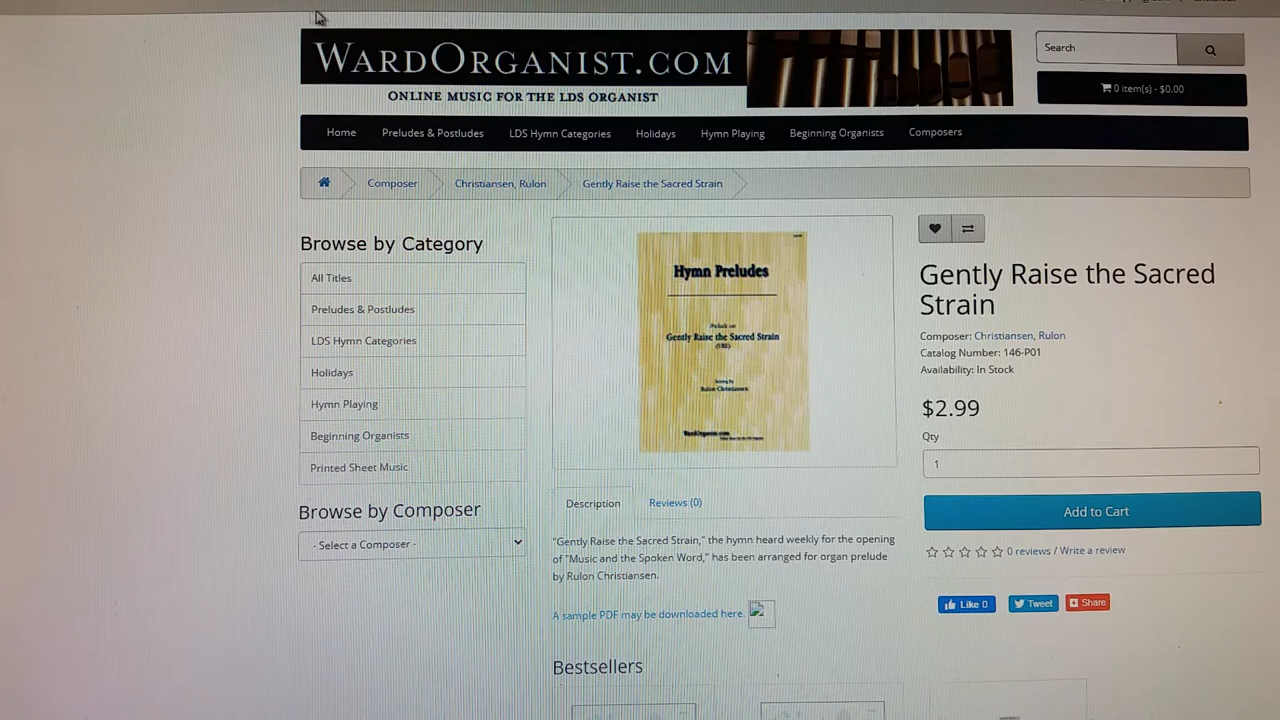 WARDORGANIST.COM
ONLINE MUSIC FOR THE LDS ORGANIST
Search
0 item(s) - $0.00
Home Preludes & Postludes LDS Hymn Categories Holidays Hymn Playing Beginning Organists Composers
Composer Christiansen, Rulon Gently Raise the Sacred Strain
Browse by Category
All Titles
Preludes & Postludes
LDS Hymn Categories
Holidays
Hymn Playing
Beginning Organists
Printed Sheet Music
Browse by Composer
- Select a Composer -
Hymn Preludes
Prelude on
Gently Raise the Sacred Strain
Rulon Christiansen
WardOrganist.com
Description
Reviews (0)
"Gently Raise the Sacred Strain," the hymn heard weekly for the opening
of "Music and the Spoken Word," has been arranged for organ prelude
by Rulon Christiansen.
A sample PDF may be downloaded here.
Bestsellers
Gently Raise the Sacred
Strain
Composer: Christiansen, Rulon
Catalog Number: 146-P01
Availability: In Stock
$2.99
Qty
1
Add to Cart
0 reviews / Write a review
Like 0
Tweet
Share